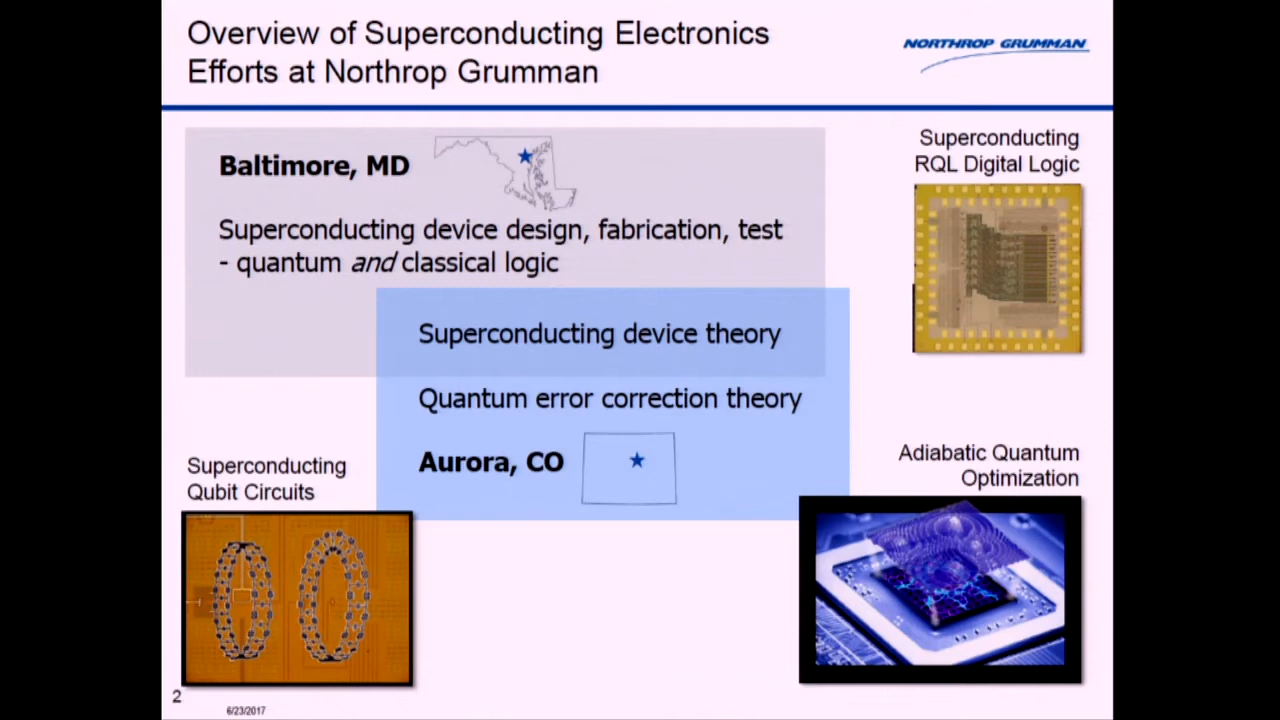 Overview of Superconducting Electronics
Efforts at Northrop Grumman
NORTHROP GRUMMAN
Baltimore, MD
Superconducting device design, fabrication, test
- quantum and classical logic
Superconducting device theory
Quantum error correction theory
Aurora, CO
Superconducting
RQL Digital Logic
Superconducting
Qubit Circuits
Adiabatic Quantum
Optimization
2
6/23/2017